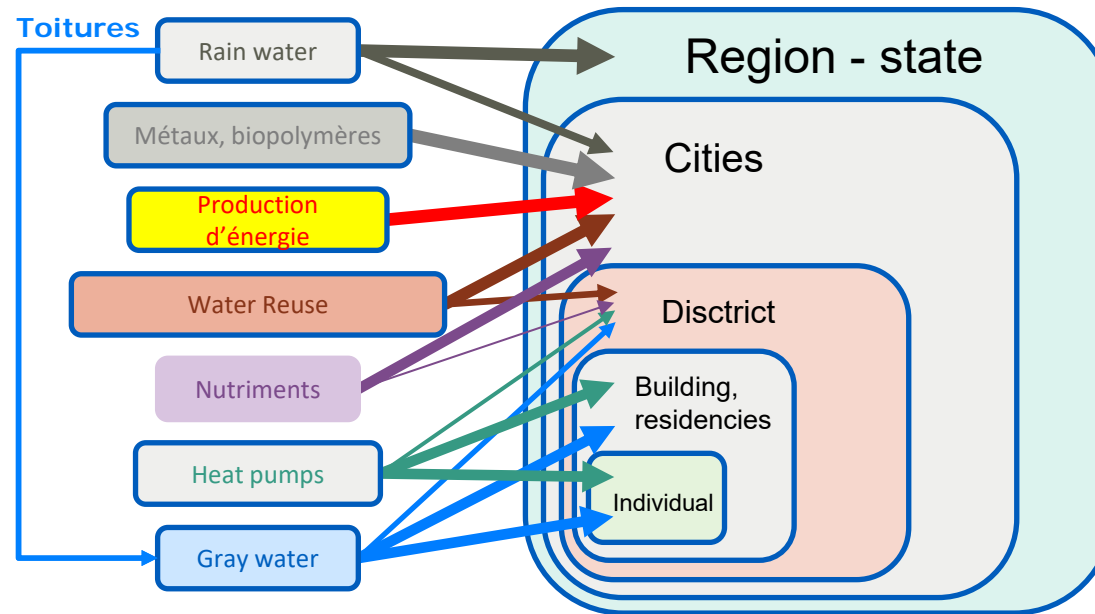 Toitures
Rain water
Métaux, biopolymères
Production
d’énergie
Water Reuse
Nutriments
Heat pumps
Gray water
Region - state
Cities
Disctrict
Building,
residencies
Individual